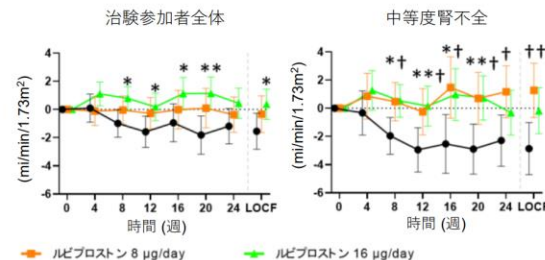 治験参加者全体
中等度腎不全
(mi/min/1.73m²)
4
2
0
-2
-4
-6
* * * ** *
0 4 8 12 16 20 24 LOCF
時間 (週)
(mi/min/1.73m²)
4
2
0
-2
-4
-6
*† **† *† **† † ††
0 4 8 12 16 20 24 LOCF
時間 (週)
ルビプロストン 8 μg/day
ルビプロストン 16 μg/day